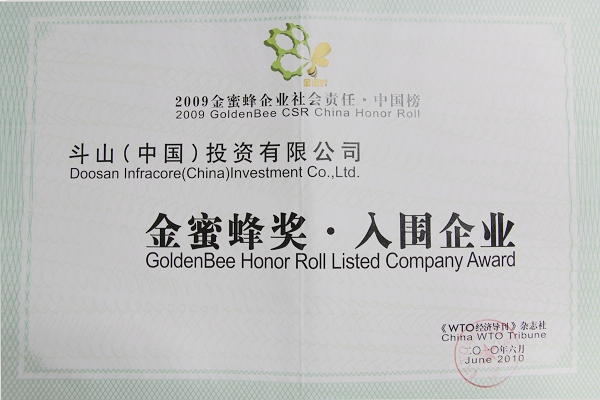 金蜜蜂
2009金蜜蜂企业社会责任·中国榜
2009 GoldenBee CSR China Honor Roll
斗山(中国)投资有限公司
Doosan Infracore(China)Investment Co.,Ltd.
金蜜蜂奖·入围企业
GoldenBee Honor Roll Listed Company Award
《WTO经济导刊》杂志社
China WTO Tribune
二〇一〇年六月
June 2010